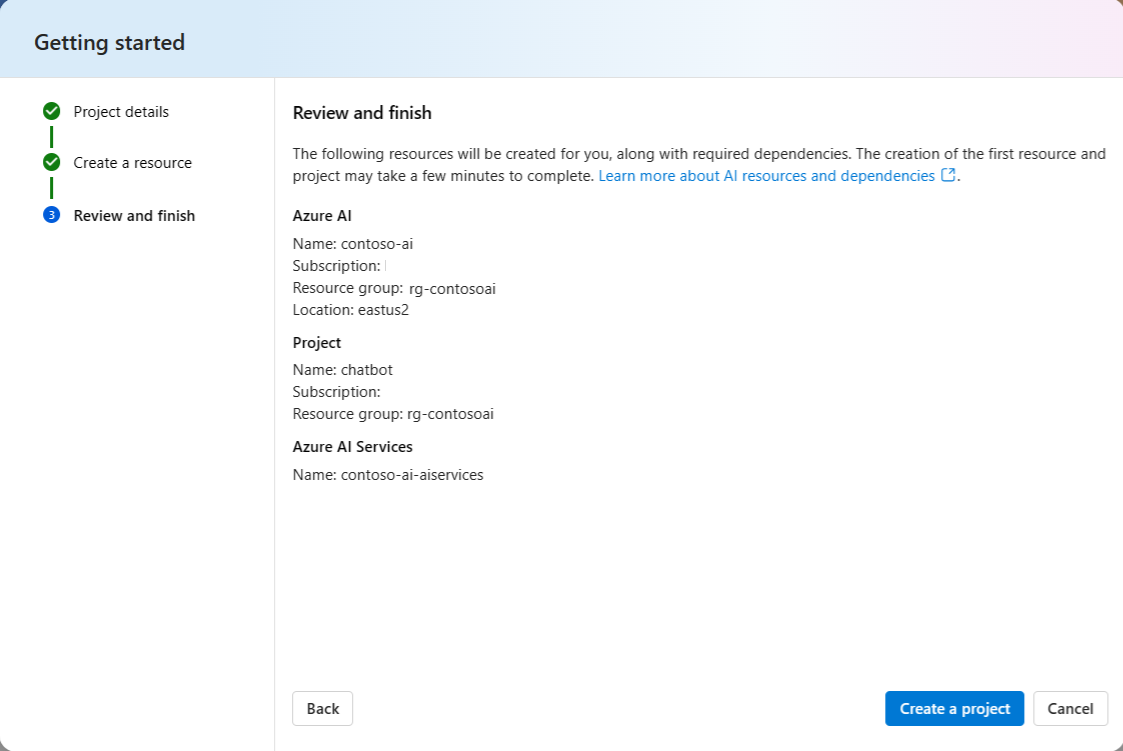 Getting started
Project details
Create a resource
3
Review and finish
Review and finish
The following resources will be created for you, along with required dependencies. The creation of the first resource and
project may take a few minutes to complete. Learn more about AI resources and dependencies.
Azure AI
Name: contoso-ai
Subscription:
Resource group: rg-contosoai
Location: eastus2
Project
Name: chatbot
Subscription:
Resource group: rg-contosoai
Azure AI Services
Name: contoso-ai-aiservices
Back
Create a project
Cancel